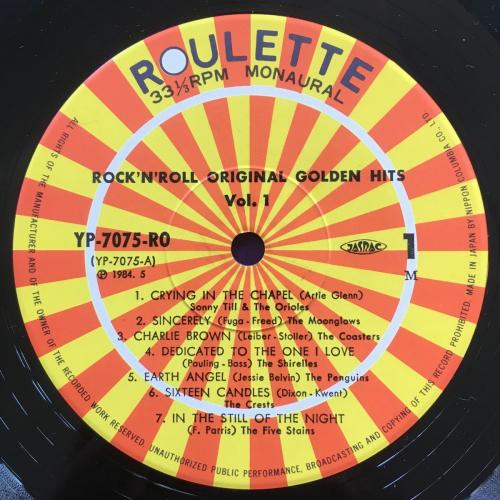 ROULETTE
33⅓RPM MONAURAL
ROCK'N'ROLL ORIGINAL GOLDEN HITS
Vol. 1
YP-7075-RO
(YP-7075-A)
℗ 1984. 5
JASRAC
1
M
1. CRYING IN THE CHAPEL (Artie Glenn)
Sonny Till & The Orioles
2. SINCERELY (Fuga - Freed) The Moonglaws
3. CHARLIE BROWN (Leiber - Stoller) The Coasters
4. DEDICATED TO THE ONE I LOVE
(Pauling - Bass) The Shirelles
5. EARTH ANGEL (Jessie Belvin) The Penguins
6. SIXTEEN CANDLES (Dixon - Kwent)
The Crests
7. IN THE STILL OF THE NIGHT
(F. Parris) The Five Stains
ALL RIGHTS OF THE MANUFACTURER AND OF THE OWNER OF THE RECORDED WORK RESERVED. UNAUTHORIZED PUBLIC PERFORMANCE, BROADCASTING AND COPYING OF THIS RECORD PROHIBITED. MADE IN JAPAN BY NIPPON COLUMBIA CO., LTD.